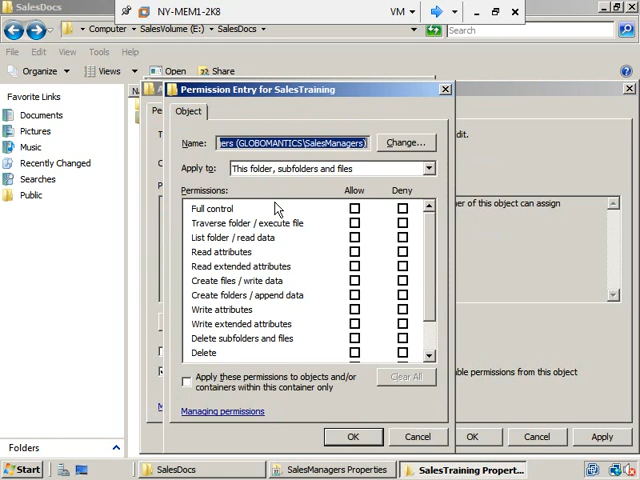 SalesDocs
NY-MEM1-2K8
VM
Computer
SalesVolume (E:)
SalesDocs
Search
File
Edit
View
Tools
Help
Organize
Views
Open
Share
Favorite Links
Documents
Pictures
Music
Recently Changed
Searches
Public
Folders
Permission Entry for SalesTraining
Object
Name:
ers (GLOBOMANTICS\SalesManagers)
Change...
Apply to:
This folder, subfolders and files
Permissions:
Allow
Deny
Full control
Traverse folder / execute file
List folder / read data
Read attributes
Read extended attributes
Create files / write data
Create folders / append data
Write attributes
Write extended attributes
Delete subfolders and files
Delete
Apply these permissions to objects and/or
containers within this container only
Clear All
Managing permissions
OK
Cancel
dit.
ner of this object can assign
able permissions from this object
OK
Cancel
Apply
Start
SalesDocs
SalesManagers Properties
SalesTraining Propert...